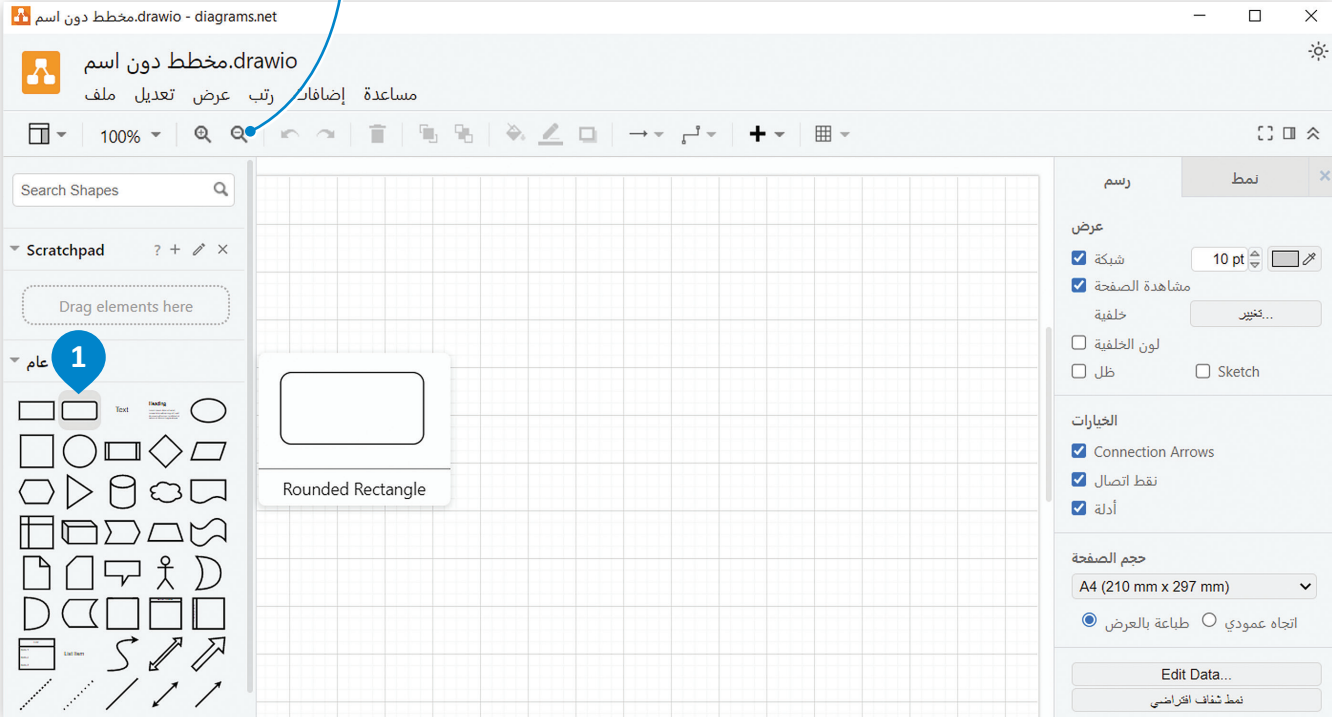 مخطط دون اسم.drawio - diagrams.net
مخطط دون اسم.drawio
ملف تعديل عرض رتب إضافات مساعدة
100%
Search Shapes
Scratchpad ?
Drag elements here
عام
1
Text Heading
List Item
Rounded Rectangle
رسم نمط
عرض
شبكة 10 pt
مشاهدة الصفحة
خلفية تغيير...
لون الخلفية
ظل Sketch
الخيارات
Connection Arrows
نقط اتصال
أدلة
حجم الصفحة
A4 (210 mm x 297 mm)
طباعة بالعرض اتجاه عمودي
Edit Data...
نمط شفاف افتراضي